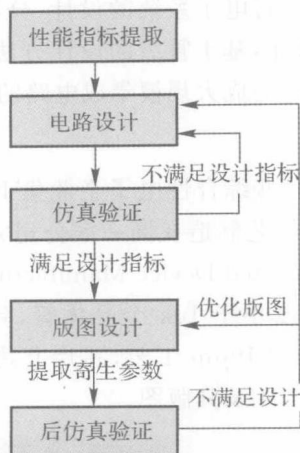 性能指标提取
电路设计
不满足设计指标
仿真验证
满足设计指标
版图设计
优化版图
提取寄生参数
不满足设计
后仿真验证